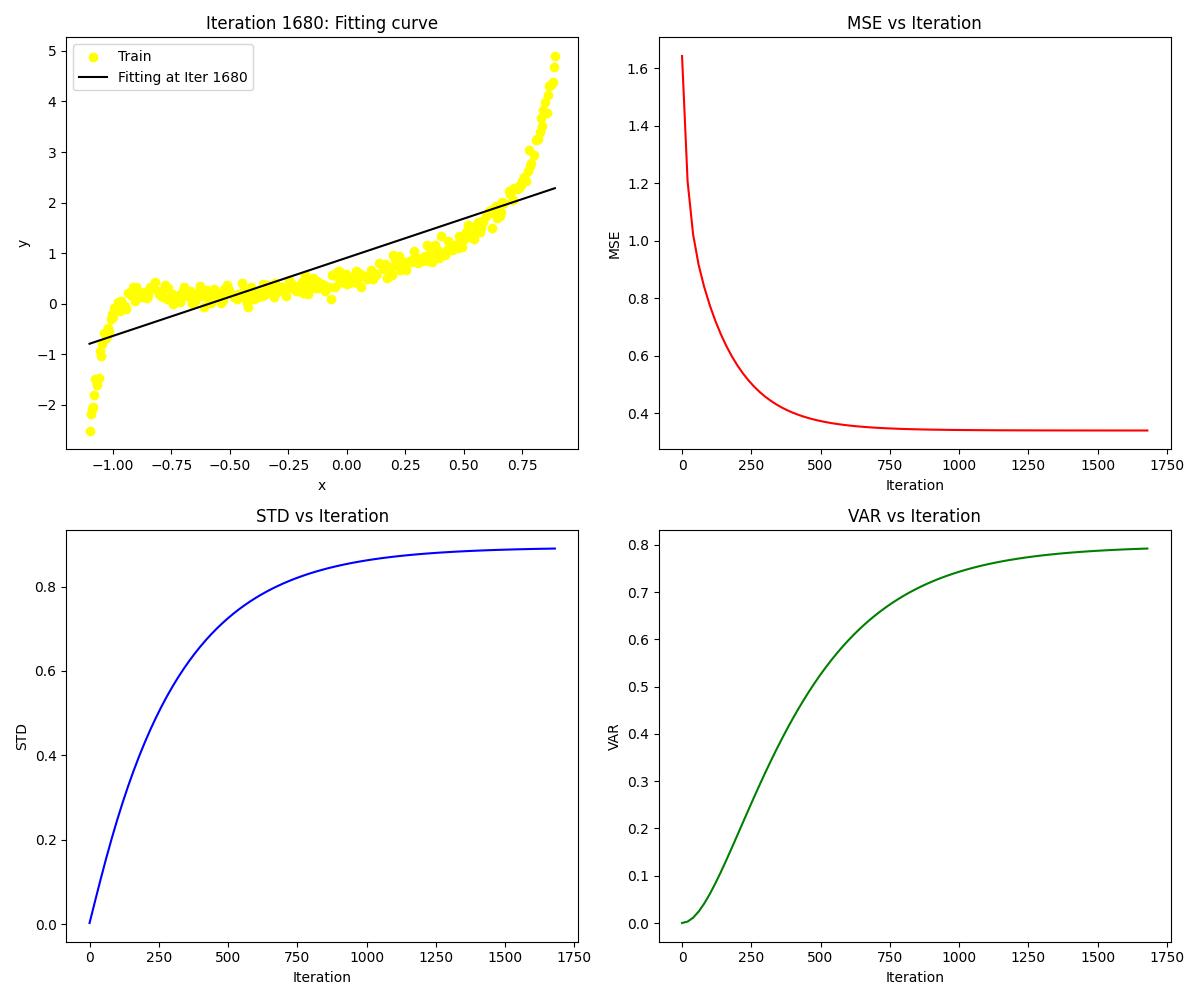 Iteration 1680: Fitting curve
Train
Fitting at Iter 1680
5
4
3
2
1
0
−1
−2
y
−1.00 −0.75 −0.50 −0.25 0.00 0.25 0.50 0.75
x
MSE vs Iteration
1.6
1.4
1.2
1.0
0.8
0.6
0.4
MSE
0 250 500 750 1000 1250 1500 1750
Iteration
STD vs Iteration
0.8
0.6
0.4
0.2
0.0
STD
0 250 500 750 1000 1250 1500 1750
Iteration
VAR vs Iteration
0.8
0.7
0.6
0.5
0.4
0.3
0.2
0.1
0.0
VAR
0 250 500 750 1000 1250 1500 1750
Iteration